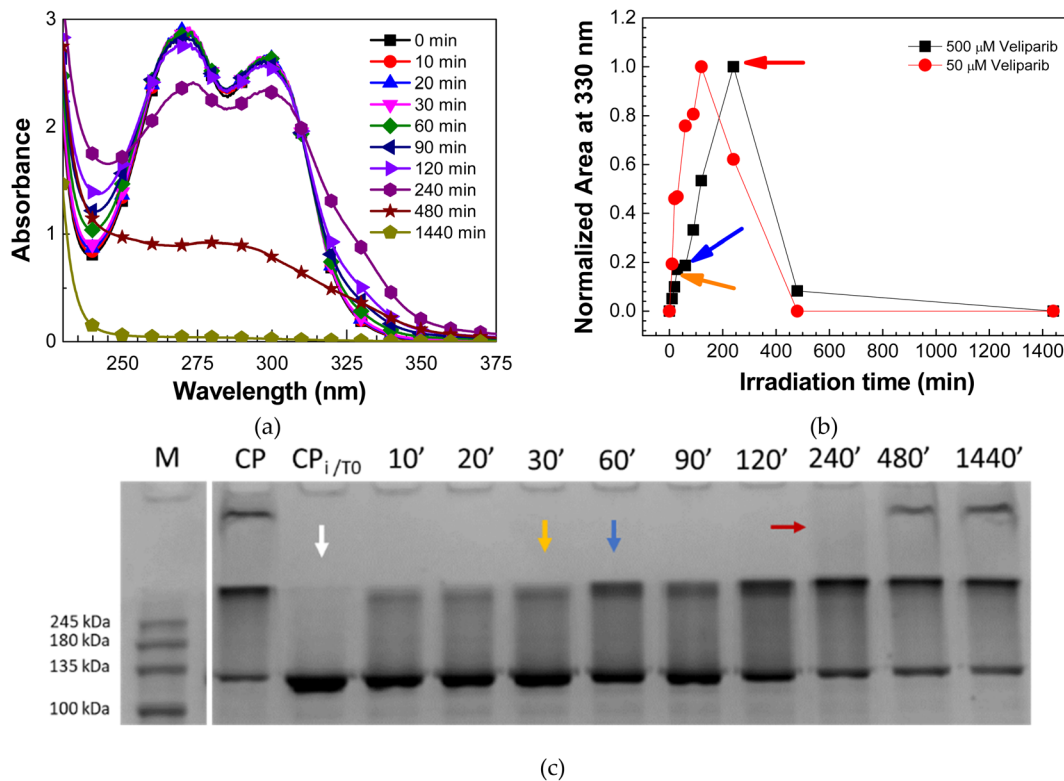 3
2
1
0
Absorbance
250
275
300
325
350
375
Wavelength (nm)
0 min
10 min
20 min
30 min
60 min
90 min
120 min
240 min
480 min
1440 min
(a)
1.2
1.0
0.8
0.6
0.4
0.2
0.0
Normalized Area at 330 nm
0
200
400
600
800
1000
1200
1400
Irradiation time (min)
500 μM Veliparib
50 μM Veliparib
(b)
M CP CPi/T0 10’ 20’ 30’ 60’ 90’ 120’ 240’ 480’ 1440’
245 kDa
180 kDa
135 kDa
100 kDa
(c)